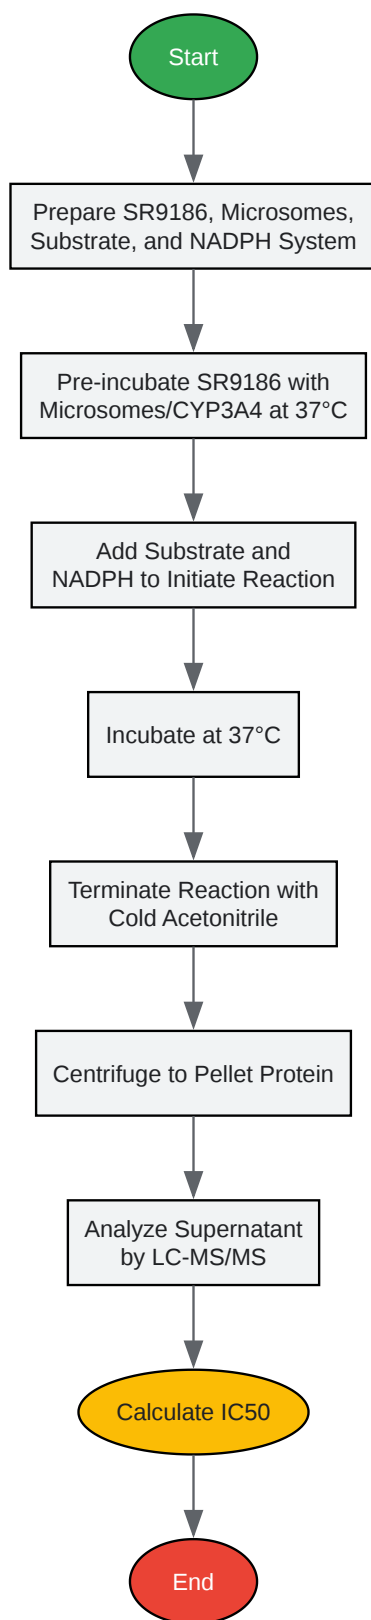 Start
Prepare SR9186, Microsomes,
Substrate, and NADPH System
Pre-incubate SR9186 with
Microsomes/CYP3A4 at 37°C
Add Substrate and
NADPH to Initiate Reaction
Incubate at 37°C
Terminate Reaction with
Cold Acetonitrile
Centrifuge to Pellet Protein
Analyze Supernatant
by LC-MS/MS
Calculate IC50
End